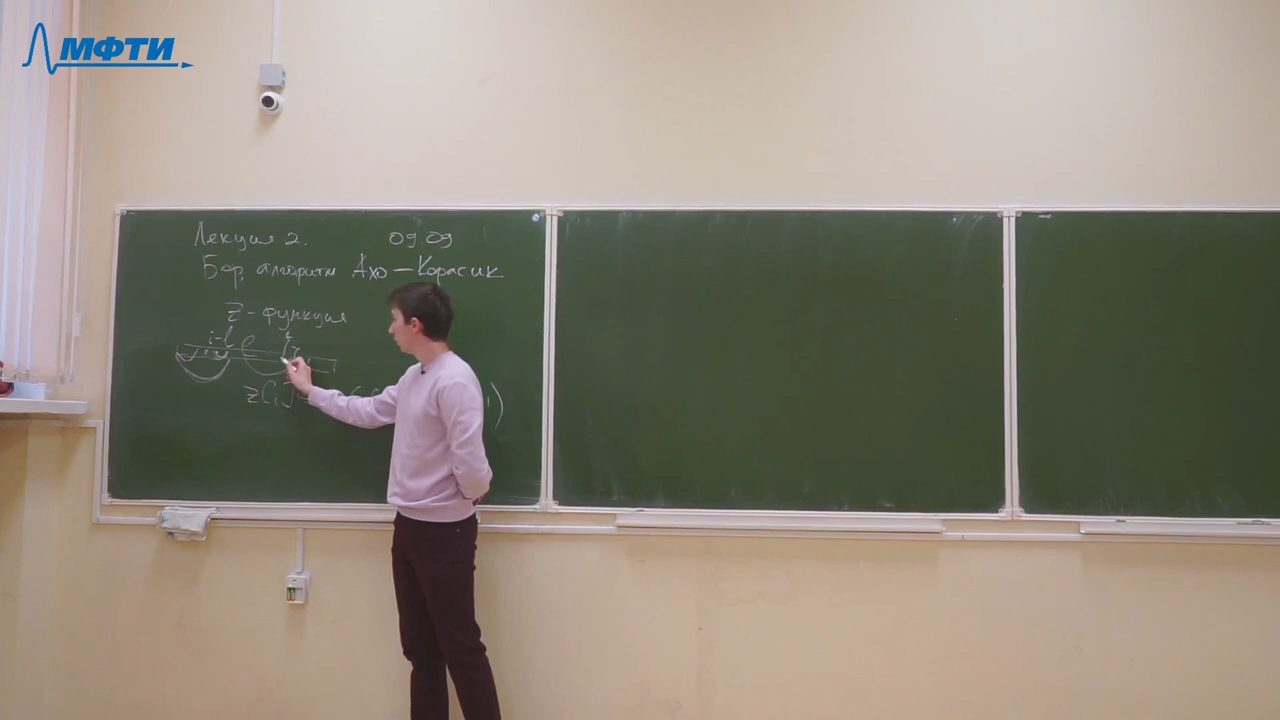 МФТИ
Лекция 2. 09.09
Бор, алгоритм Ахо – Корасик
z-функция
i-l l r
z[i]